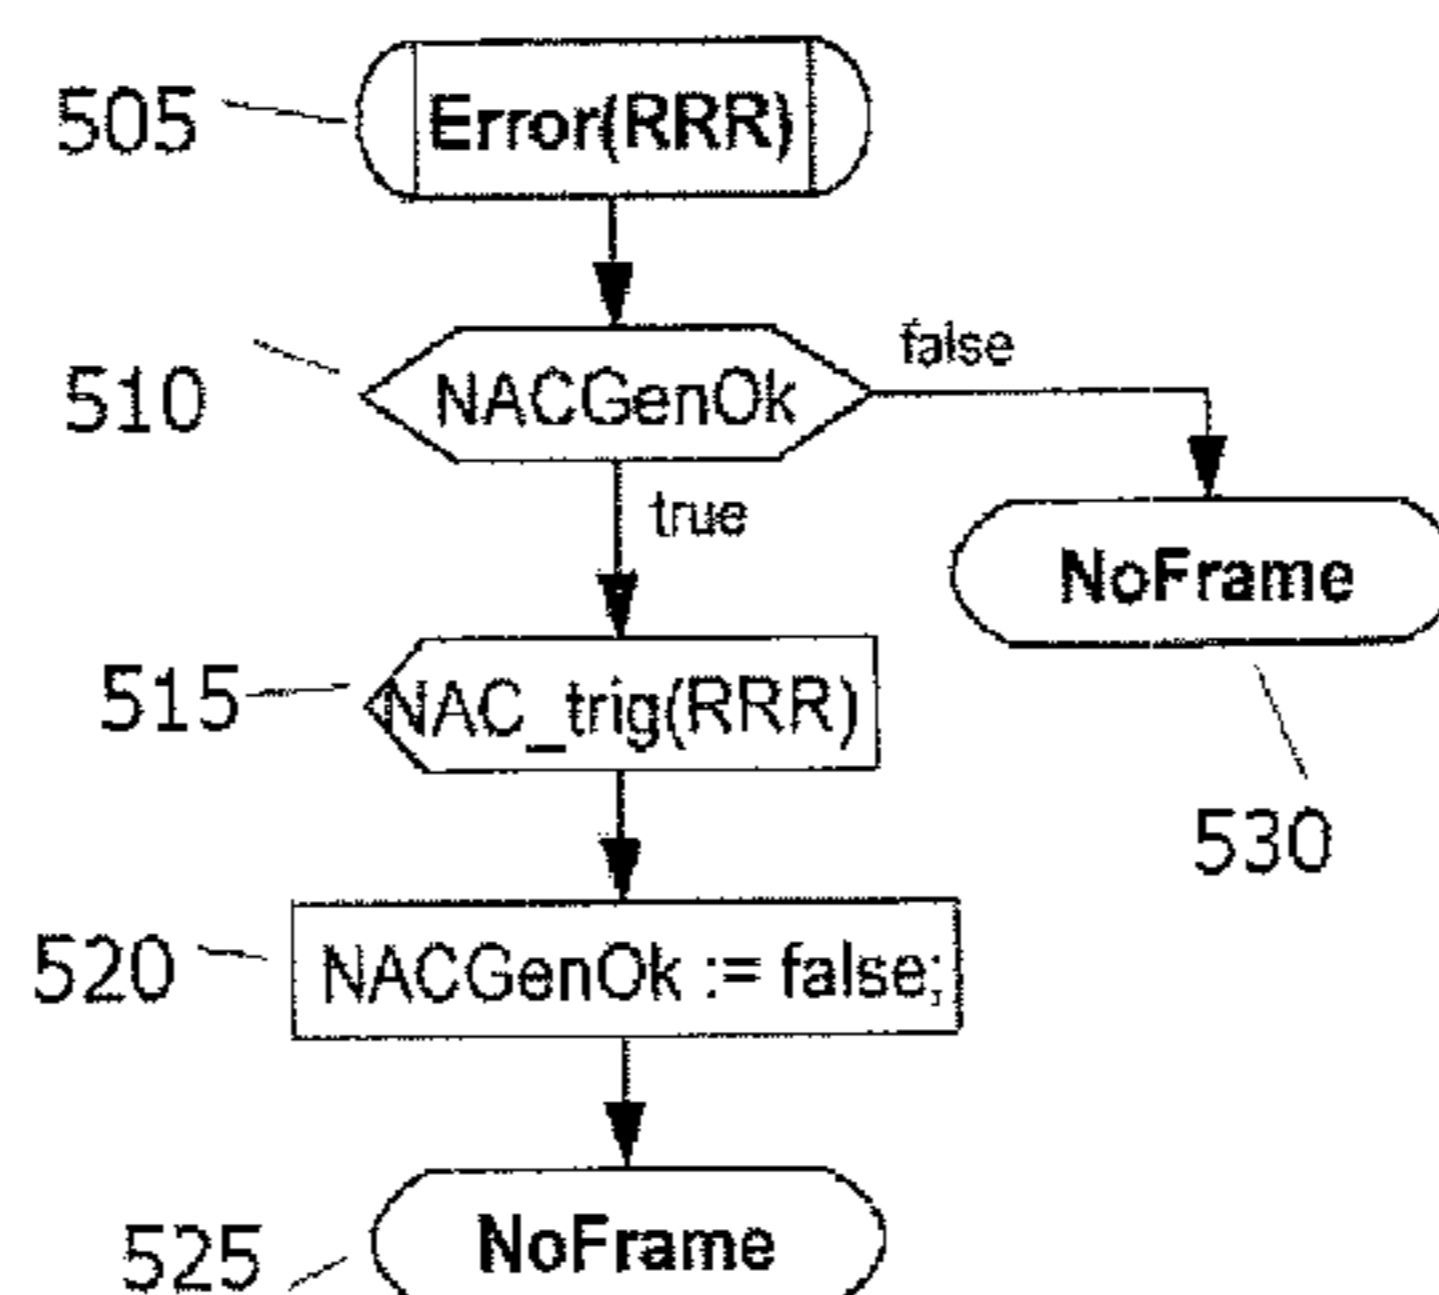 505
Error(RRR)
510
NACGenOk
false
true
NoFrame
515
NAC_trig(RRR)
530
520
NACGenOk := false;
525
NoFrame